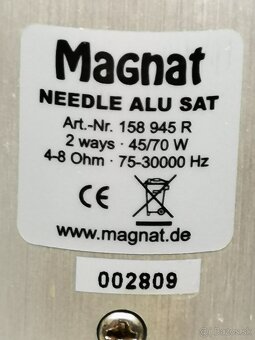 Magnat
NEEDLE ALU SAT
Art.-Nr. 158 945 R
2 ways · 45/70 W
4-8 Ohm · 75-30000 Hz
CE
www.magnat.de
002809